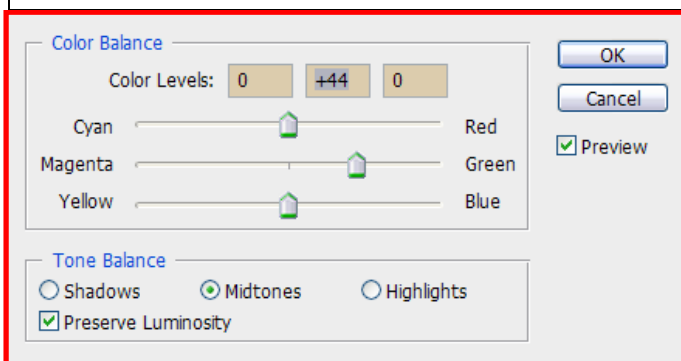 Color Balance
Color Levels: 0 +44 0
Cyan Red
Magenta Green
Yellow Blue
Tone Balance
Shadows Midtones Highlights
Preserve Luminosity
OK
Cancel
Preview